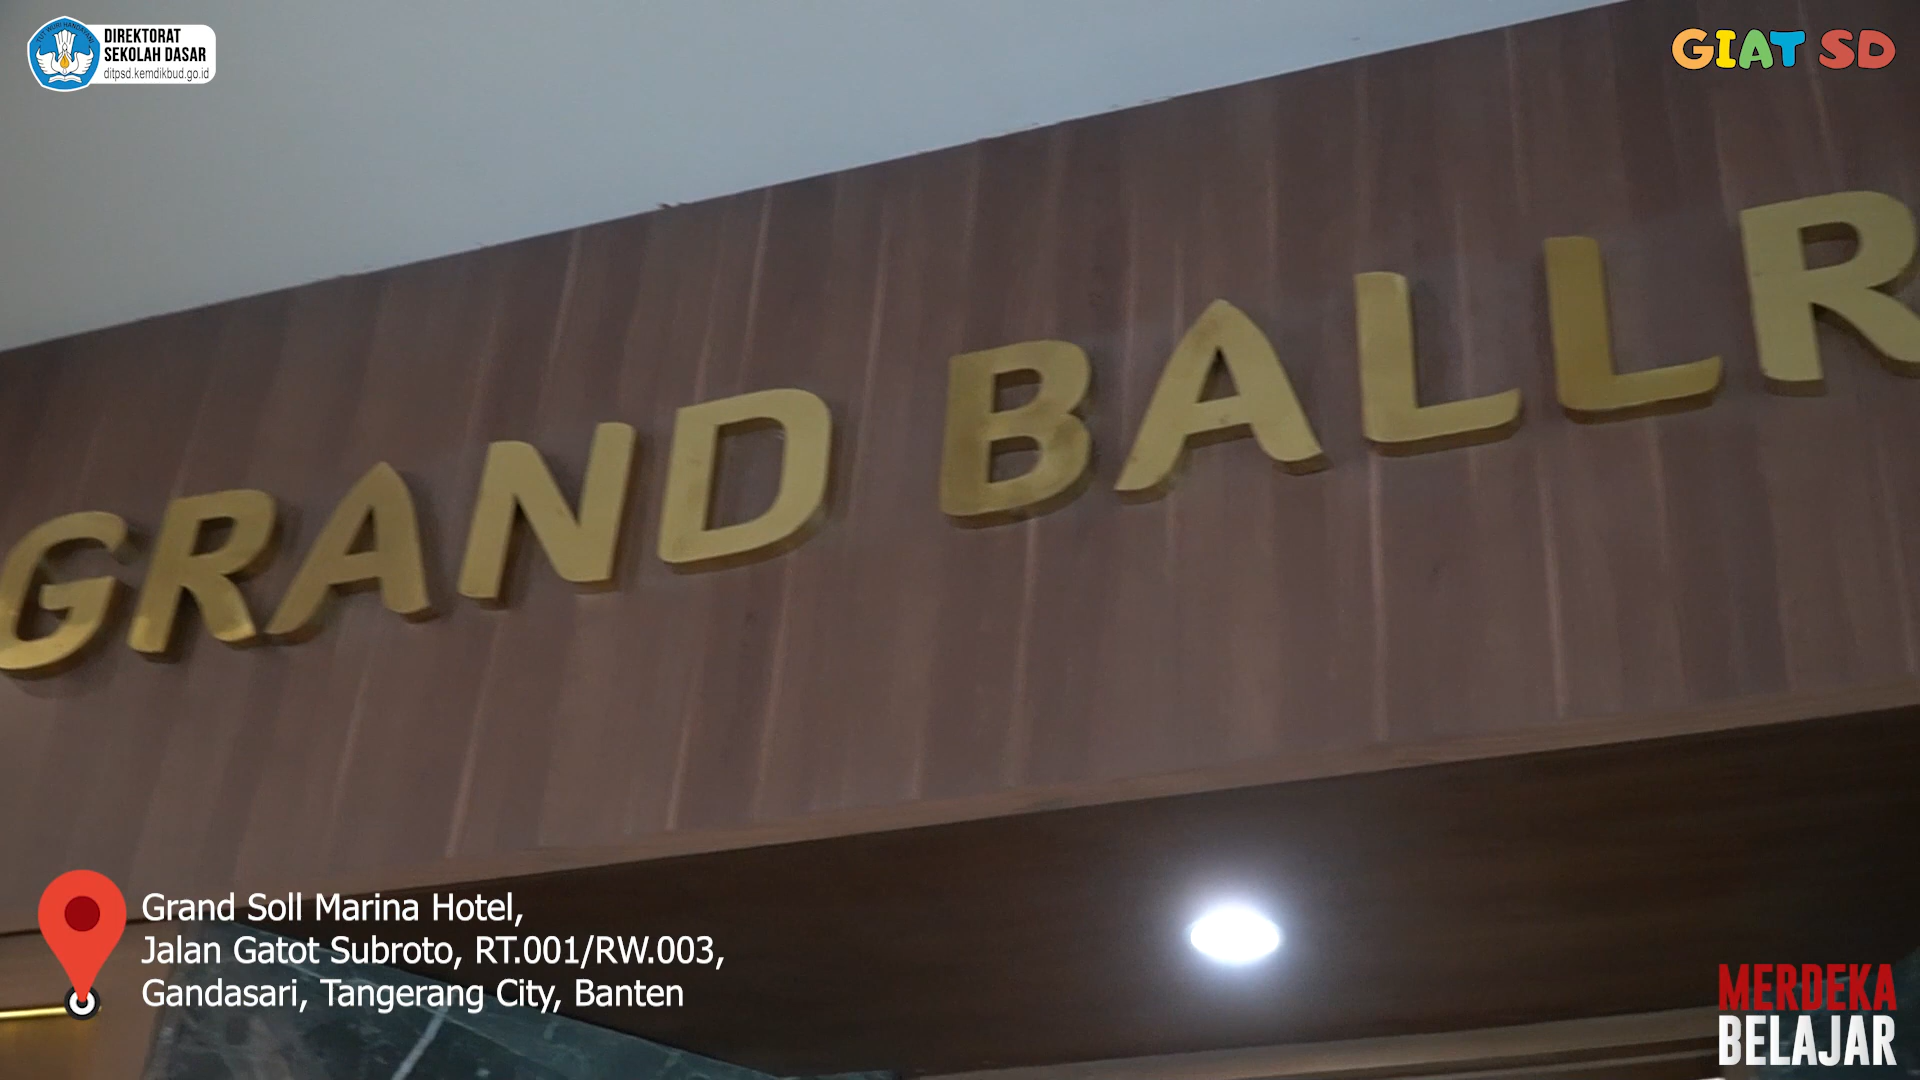 DIREKTORAT
SEKOLAH DASAR
ditpsd.kemdikbud.go.id
GIAT SD
GRAND BALLR
Grand Soll Marina Hotel,
Jalan Gatot Subroto, RT.001/RW.003,
Gandasari, Tangerang City, Banten
MERDEKA
BELAJAR